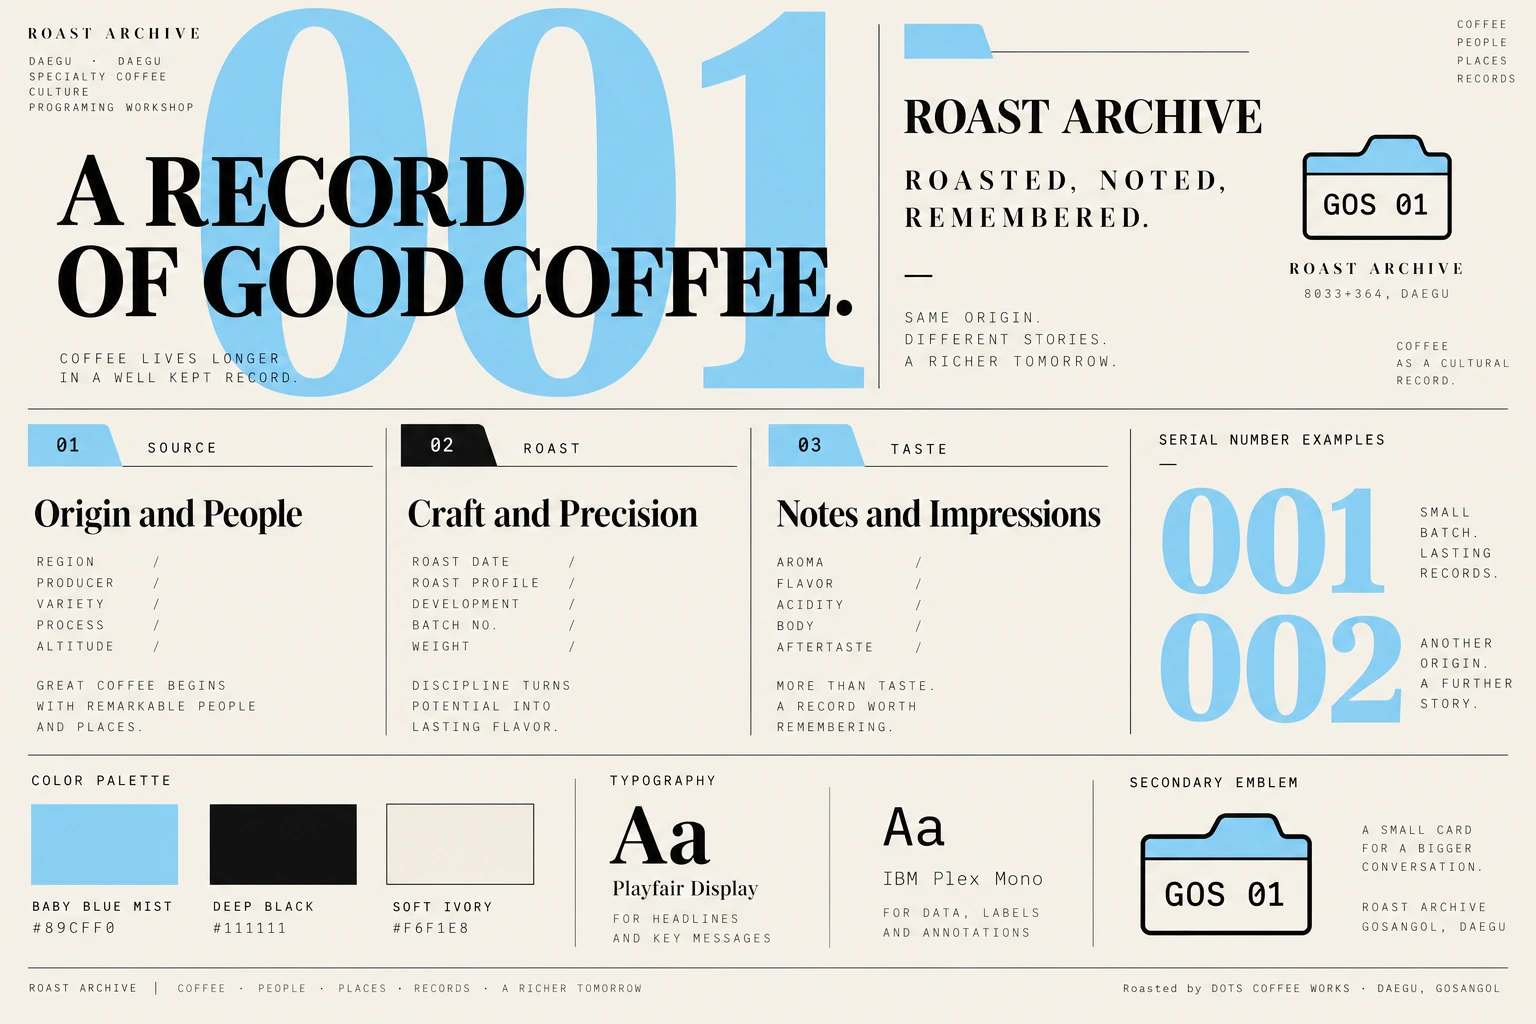 ROAST ARCHIVE
DAEGU · DAEGU
SPECIALTY COFFEE
CULTURE
PROGRAMING WORKSHOP
001
A RECORD
OF GOOD COFFEE.
COFFEE LIVES LONGER
IN A WELL KEPT RECORD.
ROAST ARCHIVE
ROASTED, NOTED,
REMEMBERED.
—
SAME ORIGIN.
DIFFERENT STORIES.
A RICHER TOMORROW.
COFFEE
PEOPLE
PLACES
RECORDS
GOS 01
ROAST ARCHIVE
8033+364, DAEGU
COFFEE
AS A CULTURAL
RECORD.
01 SOURCE
Origin and People
REGION /
PRODUCER /
VARIETY /
PROCESS /
ALTITUDE /
GREAT COFFEE BEGINS
WITH REMARKABLE PEOPLE
AND PLACES.
02 ROAST
Craft and Precision
ROAST DATE /
ROAST PROFILE /
DEVELOPMENT /
BATCH NO. /
WEIGHT /
DISCIPLINE TURNS
POTENTIAL INTO
LASTING FLAVOR.
03 TASTE
Notes and Impressions
AROMA /
FLAVOR /
ACIDITY /
BODY /
AFTERTASTE /
MORE THAN TASTE.
A RECORD WORTH
REMEMBERING.
SERIAL NUMBER EXAMPLES
—
001
SMALL
BATCH.
LASTING
RECORDS.
002
ANOTHER
ORIGIN.
A FURTHER
STORY.
COLOR PALETTE
BABY BLUE MIST
#89CFF0
DEEP BLACK
#111111
SOFT IVORY
#F6F1E8
TYPOGRAPHY
Aa
Playfair Display
FOR HEADLINES
AND KEY MESSAGES
Aa
IBM Plex Mono
FOR DATA, LABELS
AND ANNOTATIONS
SECONDARY EMBLEM
GOS 01
A SMALL CARD
FOR A BIGGER
CONVERSATION.
ROAST ARCHIVE
GOSANGOL, DAEGU
ROAST ARCHIVE | COFFEE · PEOPLE · PLACES · RECORDS · A RICHER TOMORROW
Roasted by DOTS COFFEE WORKS · DAEGU, GOSANGOL